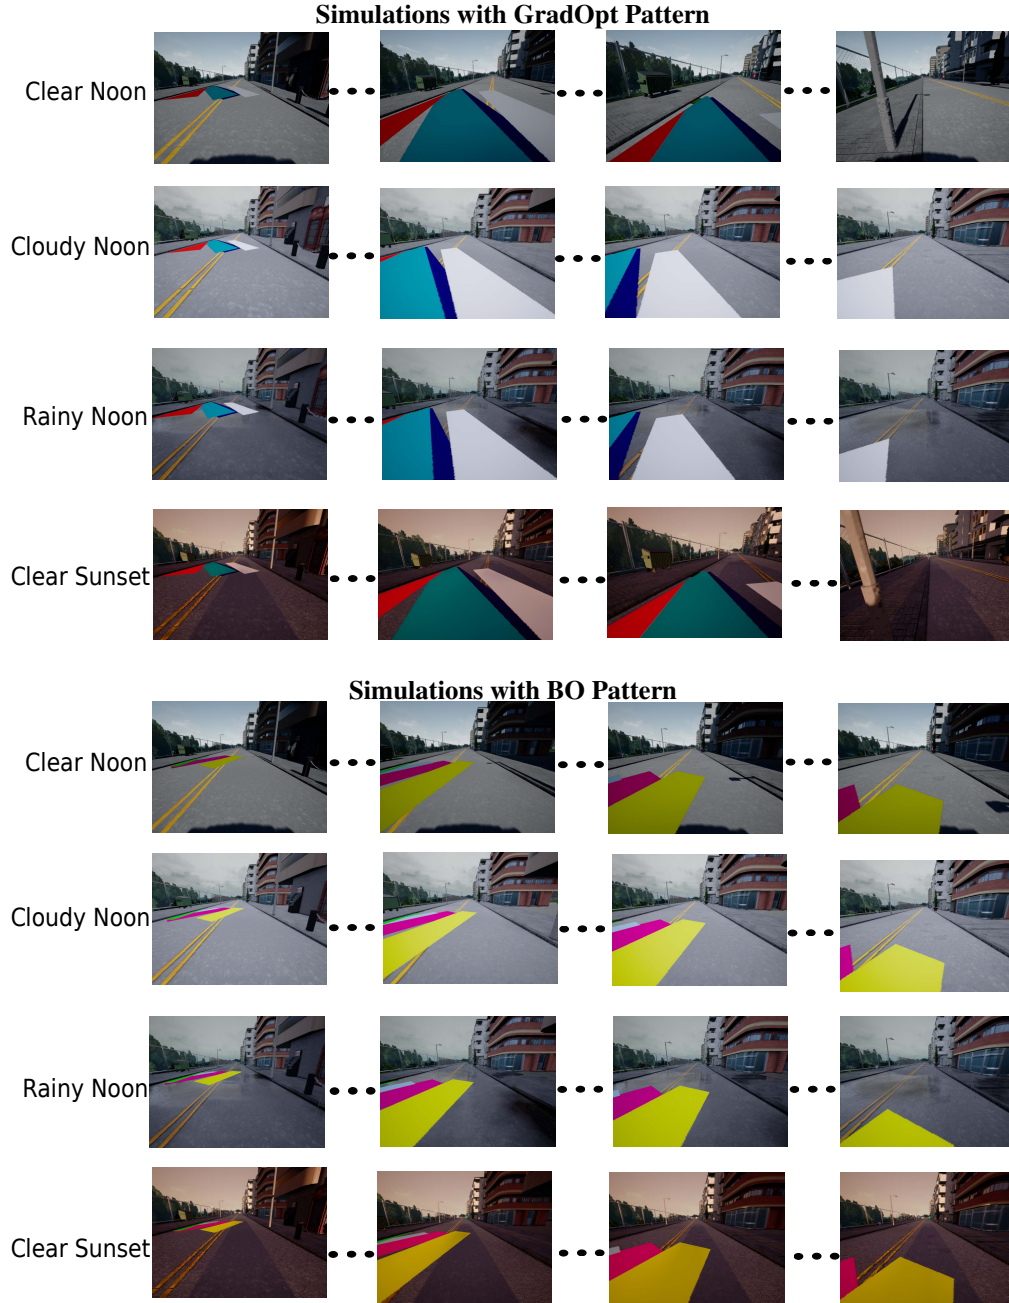 Simulations with GradOpt Pattern
Clear Noon
Cloudy Noon
Rainy Noon
Clear Sunset
Simulations with BO Pattern
Clear Noon
Cloudy Noon
Rainy Noon
Clear Sunset